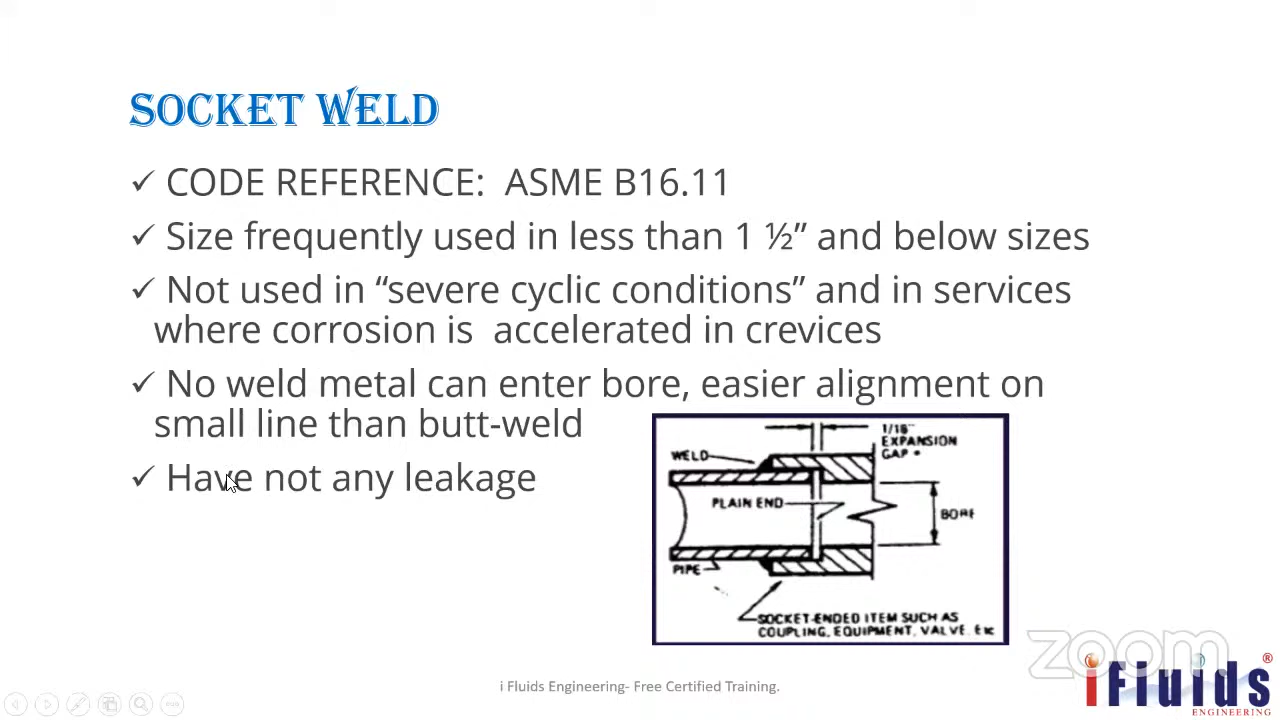 SOCKET WELD
✓ CODE REFERENCE: ASME B16.11
✓ Size frequently used in less than 1 ½” and below sizes
✓ Not used in “severe cyclic conditions” and in services
where corrosion is accelerated in crevices
✓ No weld metal can enter bore, easier alignment on
small line than butt-weld
✓ Have not any leakage
1/16"
EXPANSION
GAP •
WELD
PLAIN END
BORE
PIPE
SOCKET-ENDED ITEM SUCH AS
COUPLING, EQUIPMENT, VALVE. Etc
zoom
i Fluids Engineering- Free Certified Training.
iFluids®
ENGINEERING